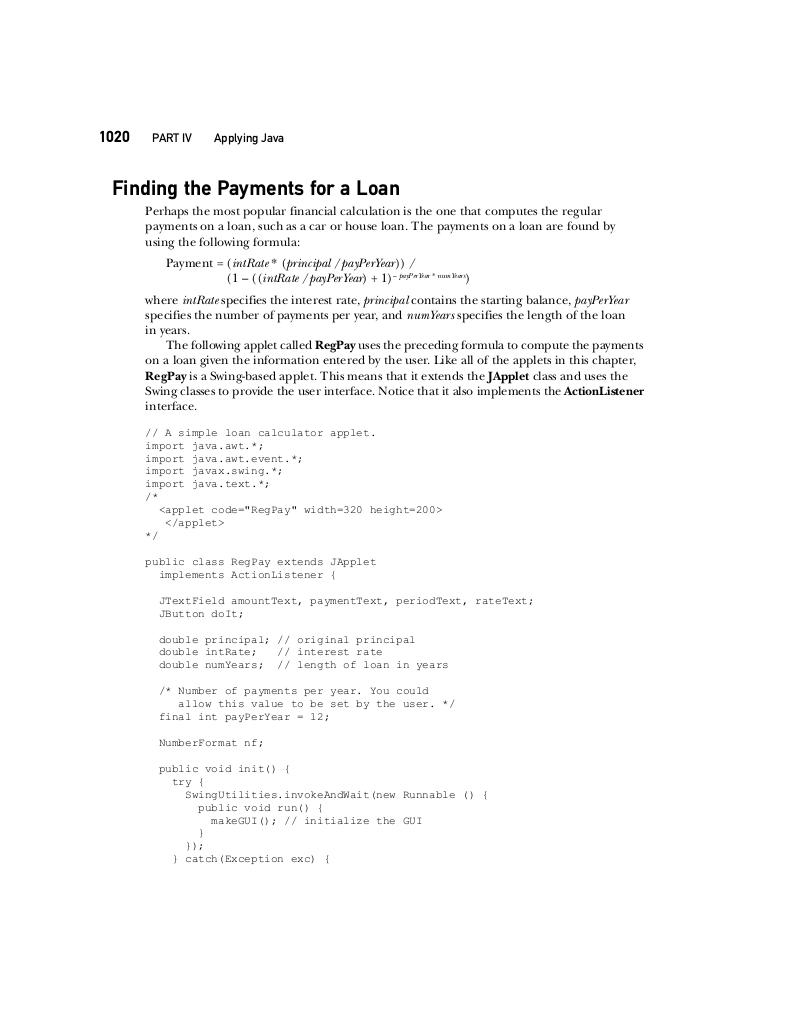 1020 PART IV Applying Java
Finding the Payments for a Loan
Perhaps the most popular financial calculation is the one that computes the regular
payments on a loan, such as a car or house loan. The payments on a loan are found by
using the following formula:
Payment = (intRate * (principal / payPerYear)) /
(1 – ((intRate / payPerYear) + 1)– payPerYear * numYears)
where intRate specifies the interest rate, principal contains the starting balance, payPerYear
specifies the number of payments per year, and numYears specifies the length of the loan
in years.
The following applet called RegPay uses the preceding formula to compute the payments
on a loan given the information entered by the user. Like all of the applets in this chapter,
RegPay is a Swing-based applet. This means that it extends the JApplet class and uses the
Swing classes to provide the user interface. Notice that it also implements the ActionListener
interface.
// A simple loan calculator applet.
import java.awt.*;
import java.awt.event.*;
import javax.swing.*;
import java.text.*;
/*
<applet code="RegPay" width=320 height=200>
</applet>
*/
public class RegPay extends JApplet
implements ActionListener {
JTextField amountText, paymentText, periodText, rateText;
JButton doIt;
double principal; // original principal
double intRate; // interest rate
double numYears; // length of loan in years
/* Number of payments per year. You could
allow this value to be set by the user. */
final int payPerYear = 12;
NumberFormat nf;
public void init() {
try {
SwingUtilities.invokeAndWait(new Runnable () {
public void run() {
makeGUI(); // initialize the GUI
}
});
} catch(Exception exc) {